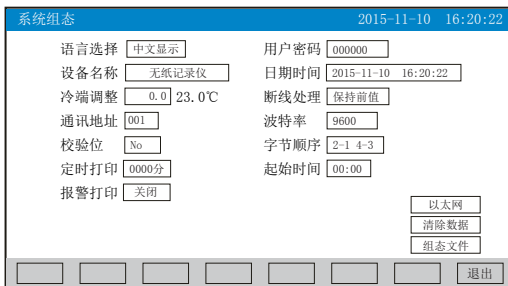 系统组态 2015-11-10 16:20:22
语言选择 中文显示 用户密码 000000
设备名称 无纸记录仪 日期时间 2015-11-10 16:20:22
冷端调整 0.0 23.0℃ 断线处理 保持前值
通讯地址 001 波特率 9600
校验位 No 字节顺序 2-1 4-3
定时打印 0000分 起始时间 00:00
报警打印 关闭
以太网
清除数据
组态文件
退出